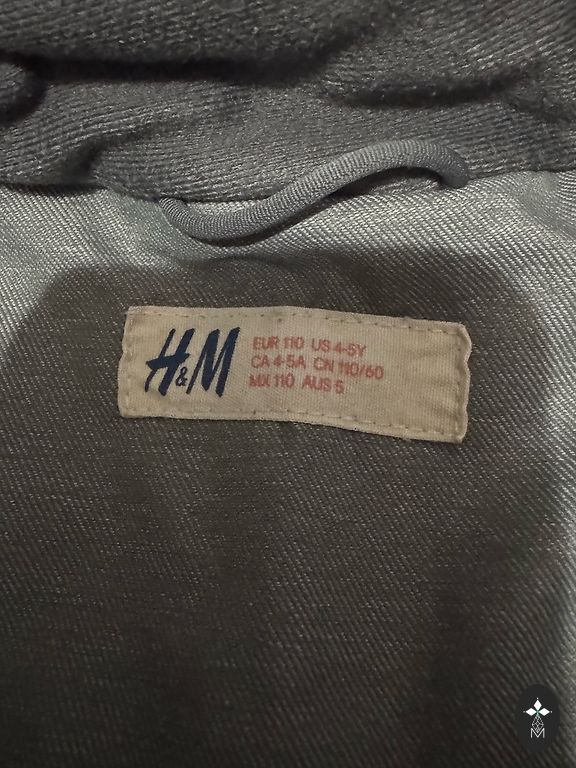 H&M
EUR 110 US 4-5Y
CA 4-5A CN 110/60
MX 110 AUS 5
M